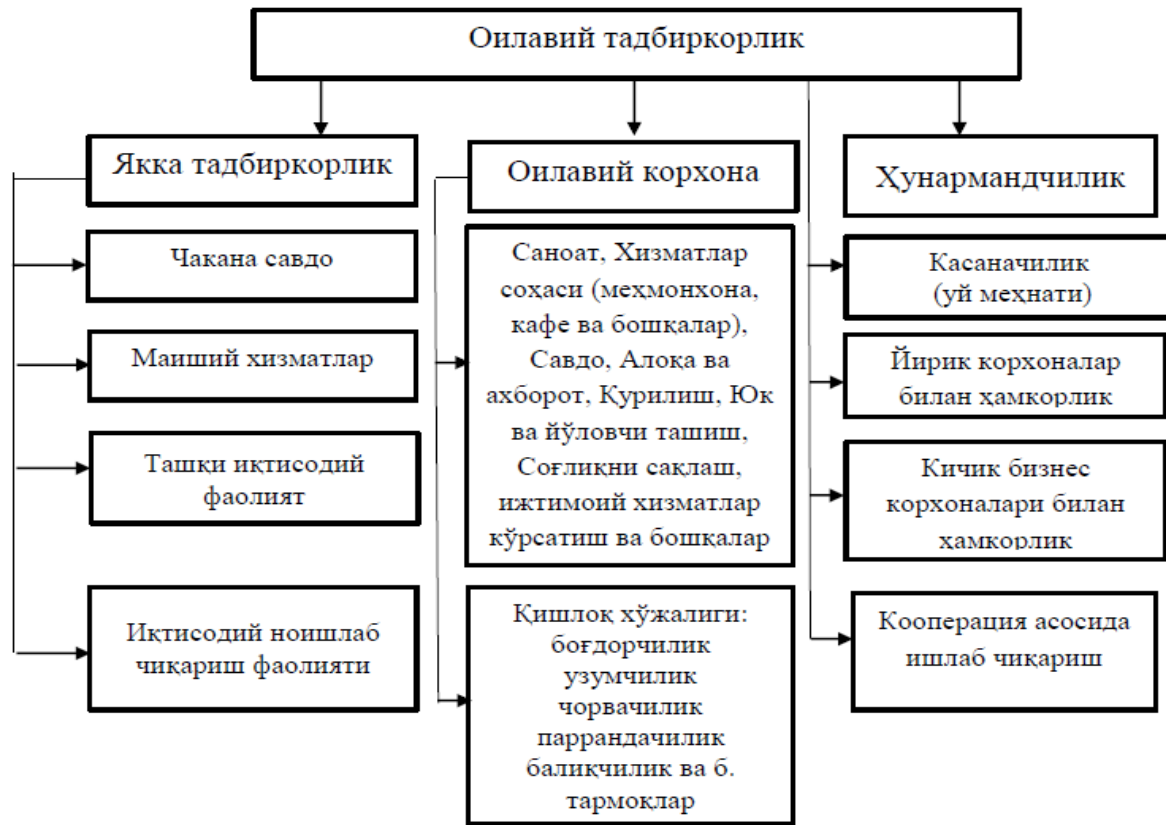 Оилавий тадбиркорлик
Якка тадбиркорлик
Чакана савдо
Маиший хизматлар
Ташқи иқтисодий
фаолият
Иқтисодий ноишлаб
чиқариш фаолияти
Оилавий корхона
Саноат, Хизматлар
соҳаси (меҳмонхона,
кафе ва бошқалар),
Савдо, Алоқа ва
ахборот, Қурилиш, Юк
ва йўловчи ташиш,
Соғлиқни сақлаш,
ижтимоий хизматлар
кўрсатиш ва бошқалар
Қишлоқ хўжалиги:
боғдорчилик
узумчилик
чорвачилик
паррандачилик
балиқчилик ва б.
тармоқлар
Ҳунармандчилик
Касаначилик
(уй меҳнати)
Йирик корхоналар
билан ҳамкорлик
Кичик бизнес
корхоналари билан
ҳамкорлик
Кооперация асосида
ишлаб чиқариш